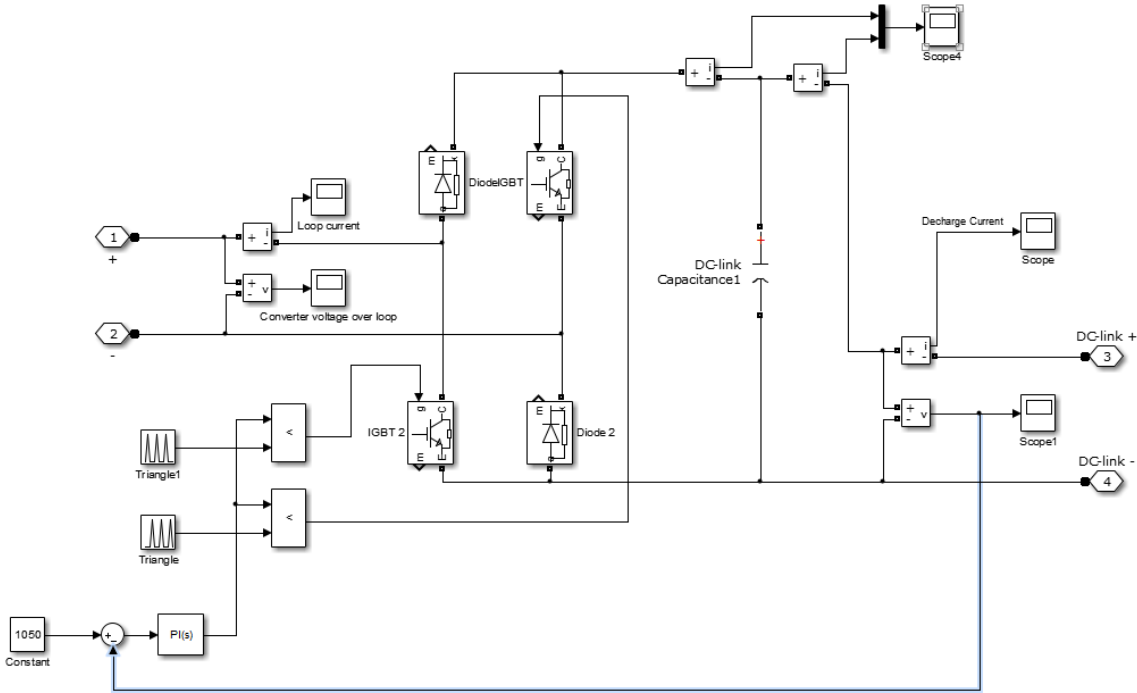 Scope4
i
+
-
i
+
-
g
C
m
E
m
k
a
DiodeIGBT
Loop current
1
+
i
+
-
Decharge Current
Scope
DC-link
Capacitance1
+
-
v
Converter voltage over loop
2
-
DC-link +
3
i
+
-
+
-
v
Scope1
g
C
m
E
IGBT 2
m
k
a
Diode 2
<
Triangle1
DC-link -
4
<
Triangle
1050
Constant
+
-
PI(s)